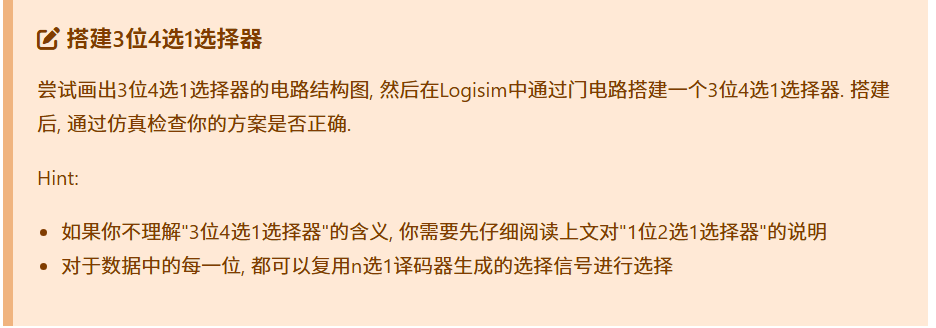 搭建3位4选1选择器
尝试画出3位4选1选择器的电路结构图, 然后在Logisim中通过门电路搭建一个3位4选1选择器. 搭建
后, 通过仿真检查你的方案是否正确.
Hint:
• 如果你不理解"3位4选1选择器"的含义, 你需要先仔细阅读上文对"1位2选1选择器"的说明
• 对于数据中的每一位, 都可以复用n选1译码器生成的选择信号进行选择